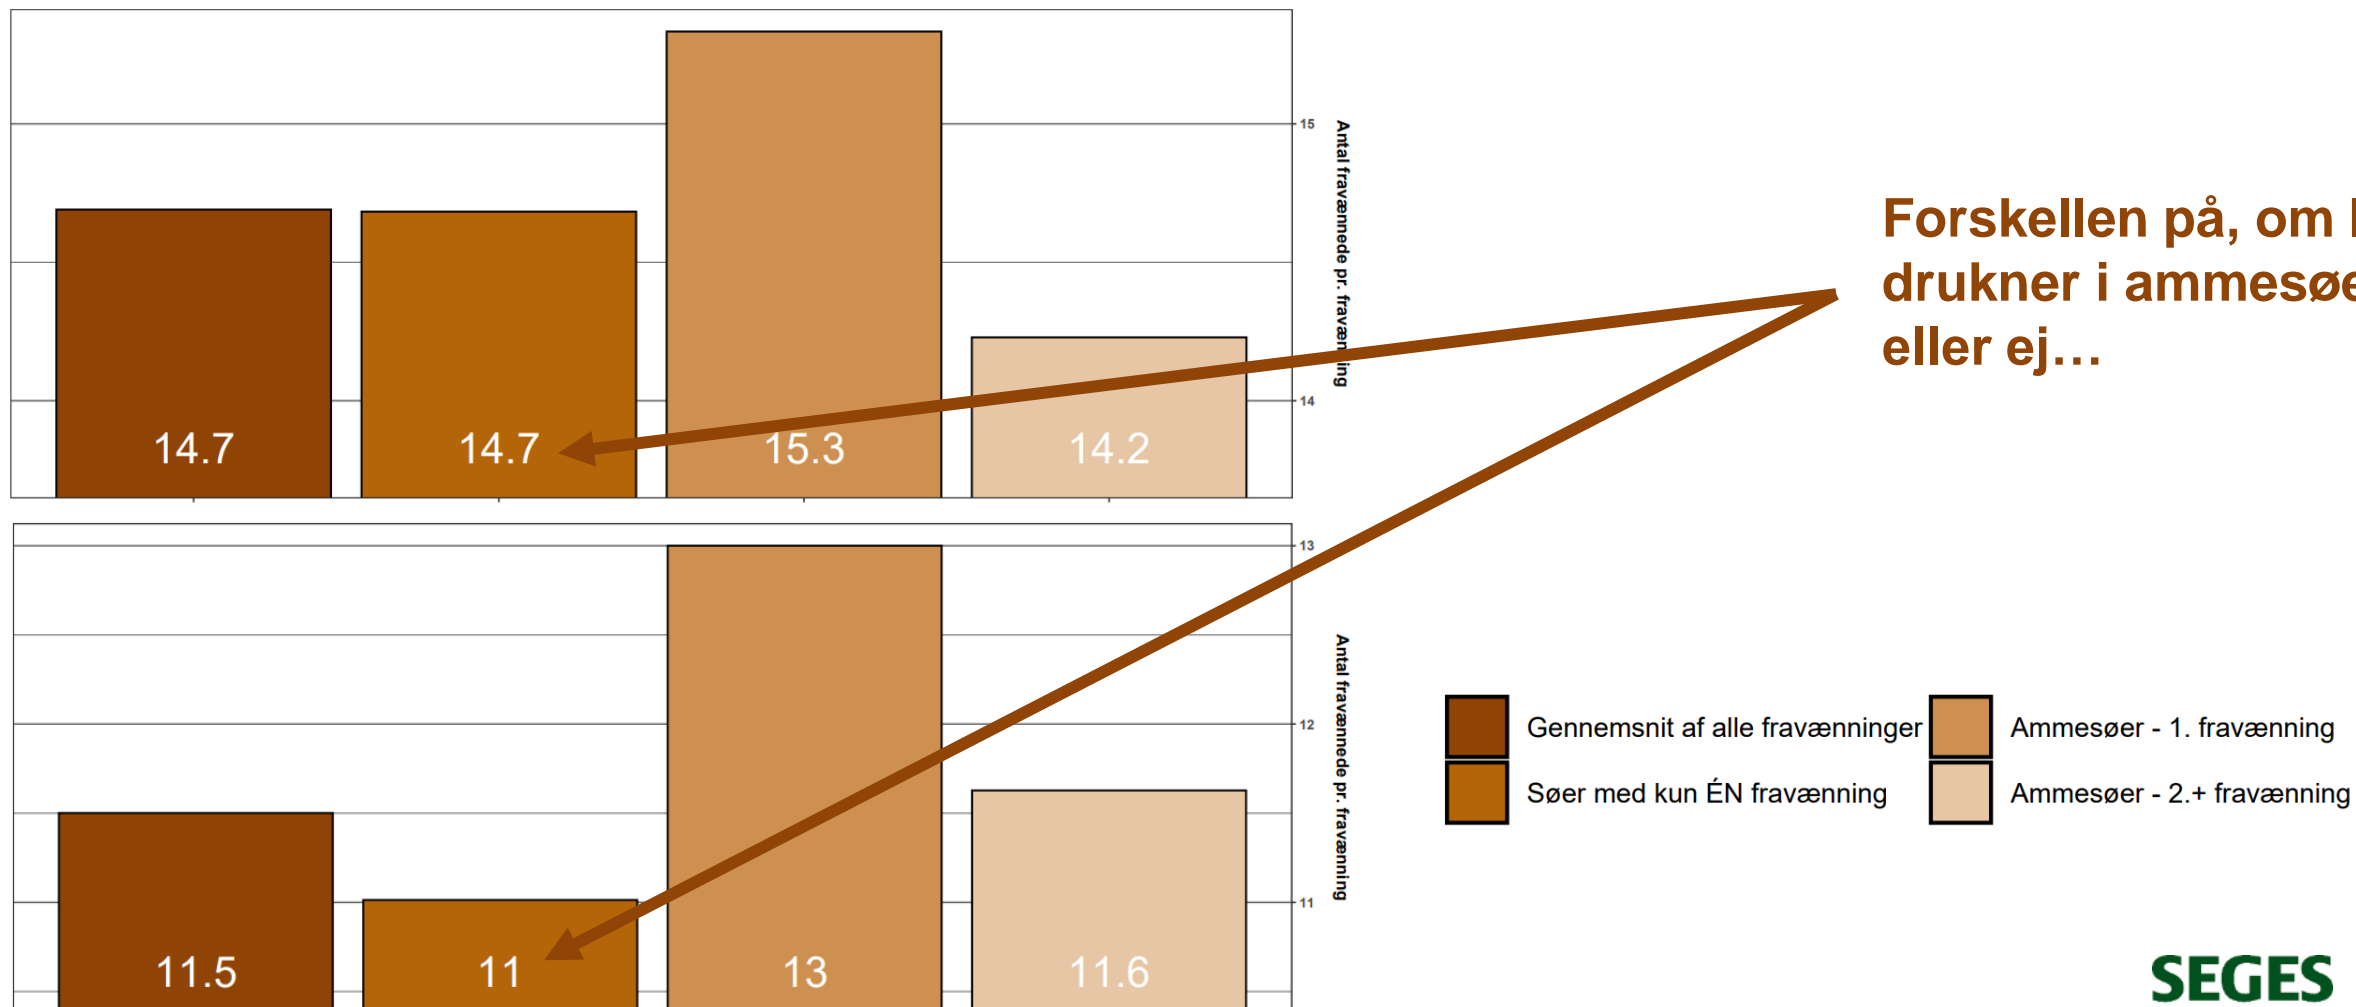 15
14
Antal fravænnede pr. fravænning
14.7
14.7
15.3
14.2
Forskellen på, om
drukner i ammesøe
eller ej…
13
12
11
Antal fravænnede pr. fravænning
11.5
11
13
11.6
Gennemsnit af alle fravænninger
Søer med kun ÉN fravænning
Ammesøer - 1. fravænning
Ammesøer - 2.+ fravænning
SEGES